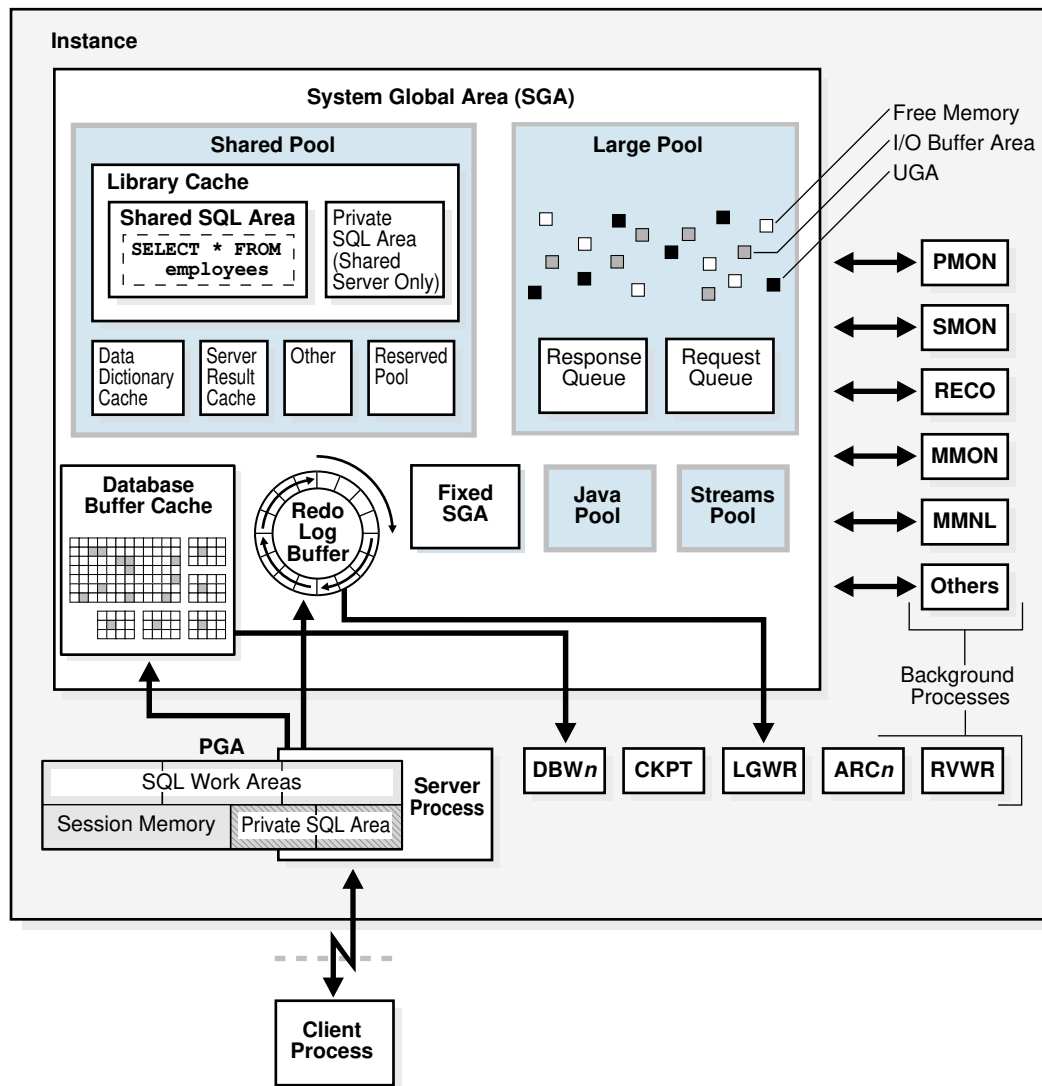 Instance
System Global Area (SGA)
Shared Pool
Library Cache
Shared SQL Area
SELECT * FROM
employees
Private
SQL Area
(Shared
Server Only)
Data
Dictionary
Cache
Server
Result
Cache
Other
Reserved
Pool
Large Pool
Free Memory
I/O Buffer Area
UGA
Response
Queue
Request
Queue
Database
Buffer Cache
Redo
Log
Buffer
Fixed
SGA
Java
Pool
Streams
Pool
PMON
SMON
RECO
MMON
MMNL
Others
Background
Processes
PGA
SQL Work Areas
Session Memory
Private SQL Area
Server
Process
DBWn
CKPT
LGWR
ARCn
RVWR
Client
Process